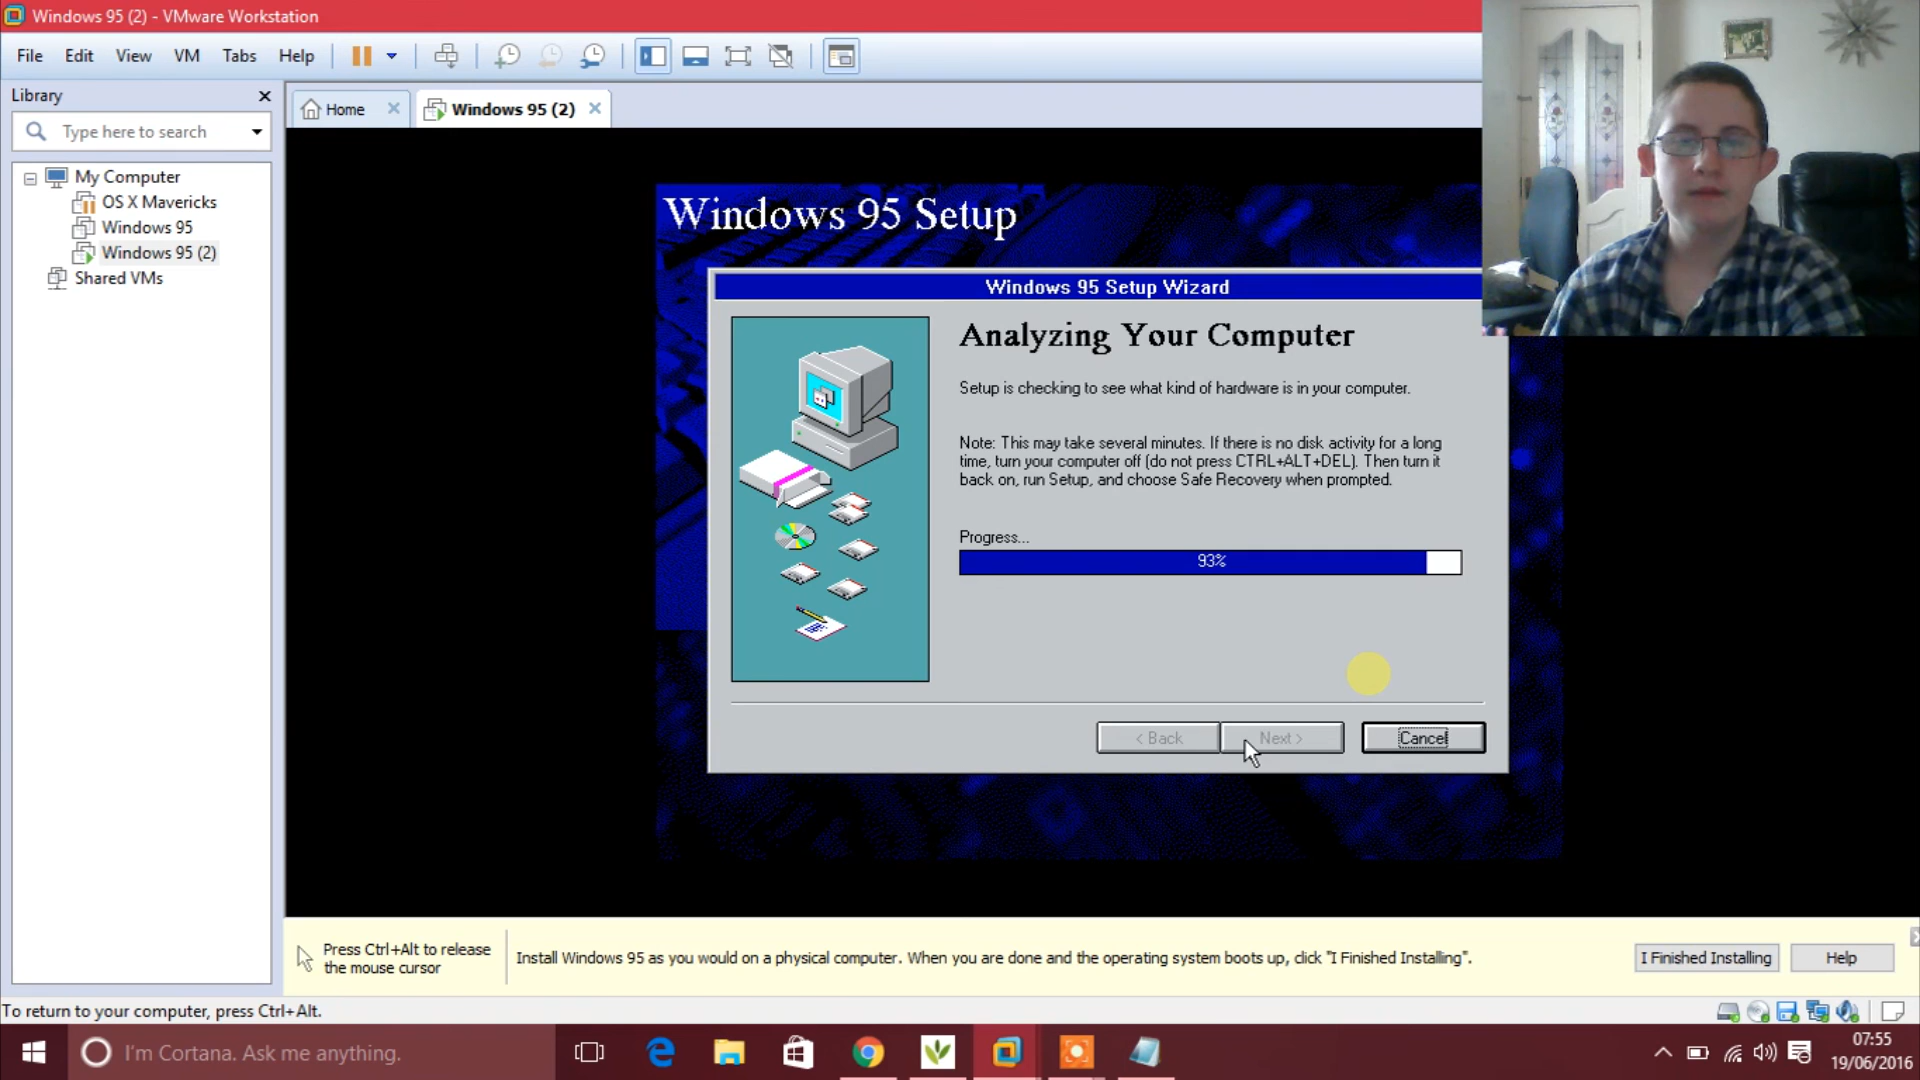 Windows 95 (2) - VMware Workstation
File Edit View VM Tabs Help
Library
Home
Windows 95 (2)
Type here to search
My Computer
OS X Mavericks
Windows 95
Windows 95 (2)
Shared VMs
Windows 95 Setup
Windows 95 Setup Wizard
Analyzing Your Computer
Setup is checking to see what kind of hardware is in your computer.
Note: This may take several minutes. If there is no disk activity for a long
time, turn your computer off (do not press CTRL+ALT+DEL). Then turn it
back on, run Setup, and choose Safe Recovery when prompted.
Progress...
93%
< Back
Next >
Cancel
Press Ctrl+Alt to release
the mouse cursor
Install Windows 95 as you would on a physical computer. When you are done and the operating system boots up, click "I Finished Installing".
I Finished Installing
Help
To return to your computer, press Ctrl+Alt.
I'm Cortana. Ask me anything.
07:55
19/06/2016